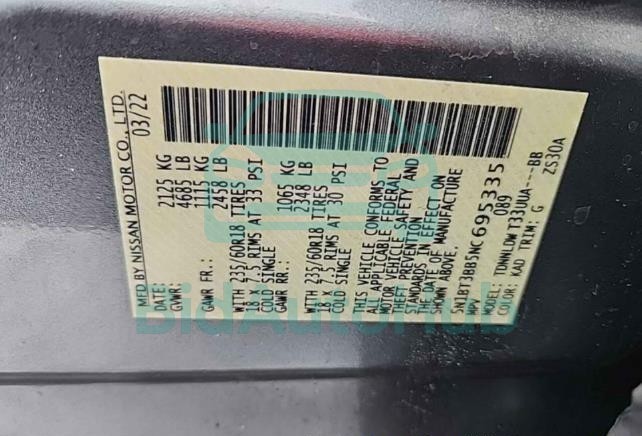 MFD BY NISSAN MOTOR CO., LTD.
DATE: 03/22
GVWR: 2125 KG
4685 LB
GAWR FR.: 1115 KG
2458 LB
WITH 235/60R18 TIRES
18 X 7.5 RIMS AT 33 PSI
COLD SINGLE
GAWR RR.: 1065 KG
2348 LB
WITH 235/60R18 TIRES
18 X 7.5 RIMS AT 30 PSI
COLD SINGLE
THIS VEHICLE CONFORMS TO
ALL APPLICABLE FEDERAL
MOTOR VEHICLE SAFETY AND
THEFT PREVENTION
STANDARDS IN EFFECT ON
THE DATE OF MANUFACTURE
SHOWN ABOVE.
5N1BT3BB5NC695335
MPV 089
MODEL: TDWNLDWT33UUA---BB
COLOR: KAD TRIM: G ZS30A
BidAutoHub